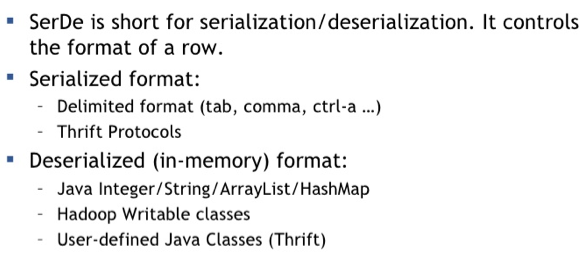 ▪ SerDe is short for serialization/deserialization. It controls
the format of a row.
▪ Serialized format:
- Delimited format (tab, comma, ctrl-a ...)
- Thrift Protocols
▪ Deserialized (in-memory) format:
- Java Integer/String/ArrayList/HashMap
- Hadoop Writable classes
- User-defined Java Classes (Thrift)